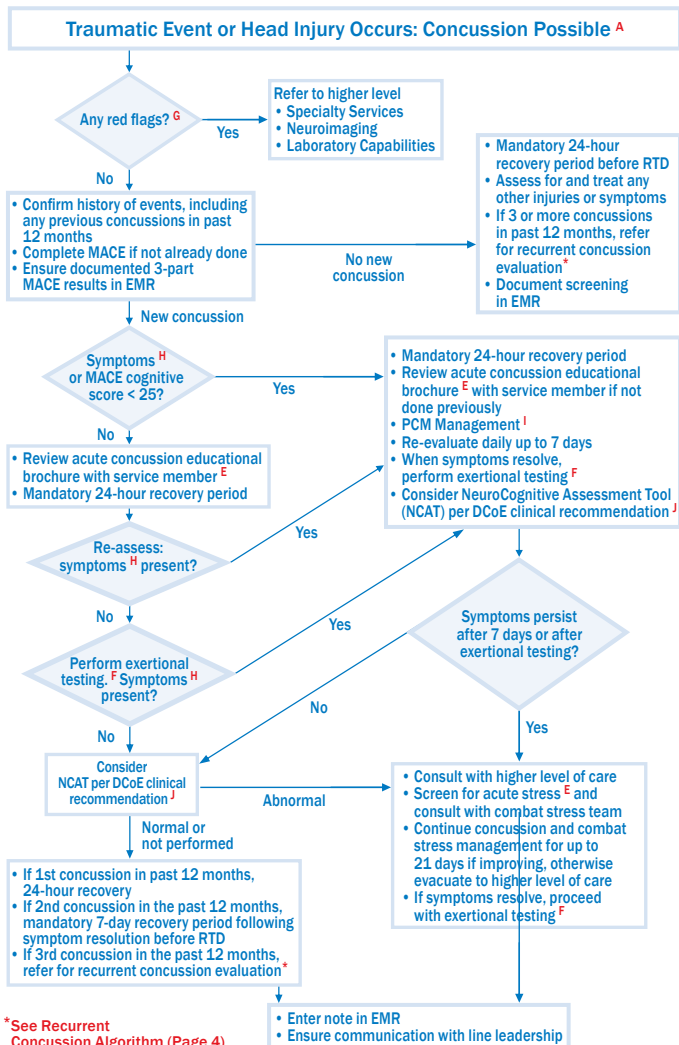 Traumatic Event or Head Injury Occurs: Concussion Possible A
Any red flags? G
Yes
Refer to higher level
• Specialty Services
• Neuroimaging
• Laboratory Capabilities
No
• Confirm history of events, including
any previous concussions in past
12 months
• Complete MACE if not already done
• Ensure documented 3-part
MACE results in EMR
No new
concussion
• Mandatory 24-hour
recovery period before RTD
• Assess for and treat any
other injuries or symptoms
• If 3 or more concussions
in past 12 months, refer
for recurrent concussion
evaluation*
• Document screening
in EMR
New concussion
Symptoms H
or MACE cognitive
score < 25?
Yes
• Mandatory 24-hour recovery period
• Review acute concussion educational
brochure E with service member if not
done previously
• PCM Management I
• Re-evaluate daily up to 7 days
• When symptoms resolve,
perform exertional testing F
• Consider NeuroCognitive Assessment Tool
(NCAT) per DCoE clinical recommendation J
No
• Review acute concussion educational
brochure with service member E
• Mandatory 24-hour recovery period
Re-assess:
symptoms H present?
Yes
No
Perform exertional
testing. F Symptoms H
present?
Yes
Symptoms persist
after 7 days or after
exertional testing?
No
No
Yes
Consider
NCAT per DCoE clinical
recommendation J
Abnormal
• Consult with higher level of care
• Screen for acute stress E and
consult with combat stress team
• Continue concussion and combat
stress management for up to
21 days if improving, otherwise
evacuate to higher level of care
• If symptoms resolve, proceed
with exertional testing F
Normal or
not performed
• If 1st concussion in past 12 months,
24-hour recovery
• If 2nd concussion in the past 12 months,
mandatory 7-day recovery period following
symptom resolution before RTD
• If 3rd concussion in the past 12 months,
refer for recurrent concussion evaluation*
• Enter note in EMR
• Ensure communication with line leadership
*See Recurrent
Concussion Algorithm (Page 4)